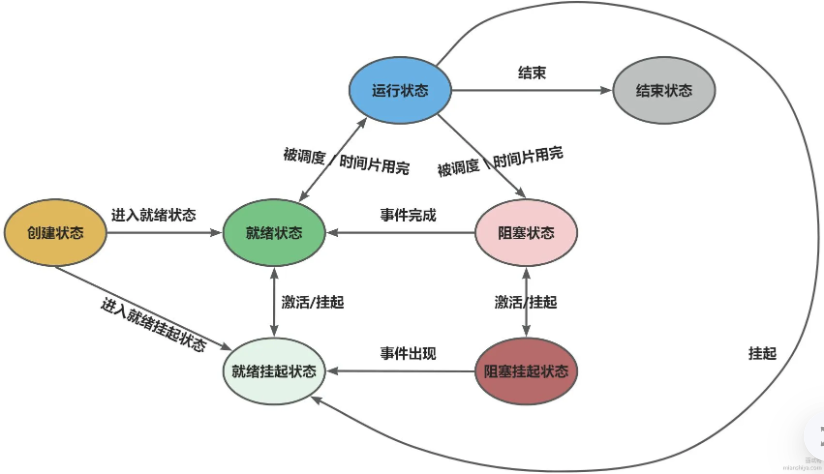 运行状态
结束
结束状态
被调度 / 时间片用完
被调度 \ 时间片用完
创建状态
进入就绪状态
就绪状态
事件完成
阻塞状态
进入就绪挂起状态
激活/挂起
激活/挂起
就绪挂起状态
事件出现
阻塞挂起状态
挂起